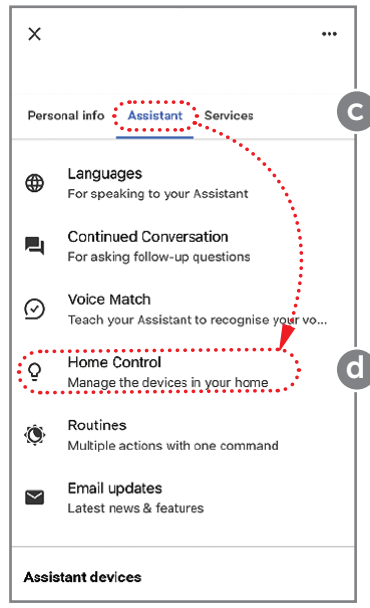 Personal info Assistant Services
c
Languages
For speaking to your Assistant
Continued Conversation
For asking follow-up questions
Voice Match
Teach your Assistant to recognise your vo...
Home Control
Manage the devices in your home
d
Routines
Multiple actions with one command
Email updates
Latest news & features
Assistant devices